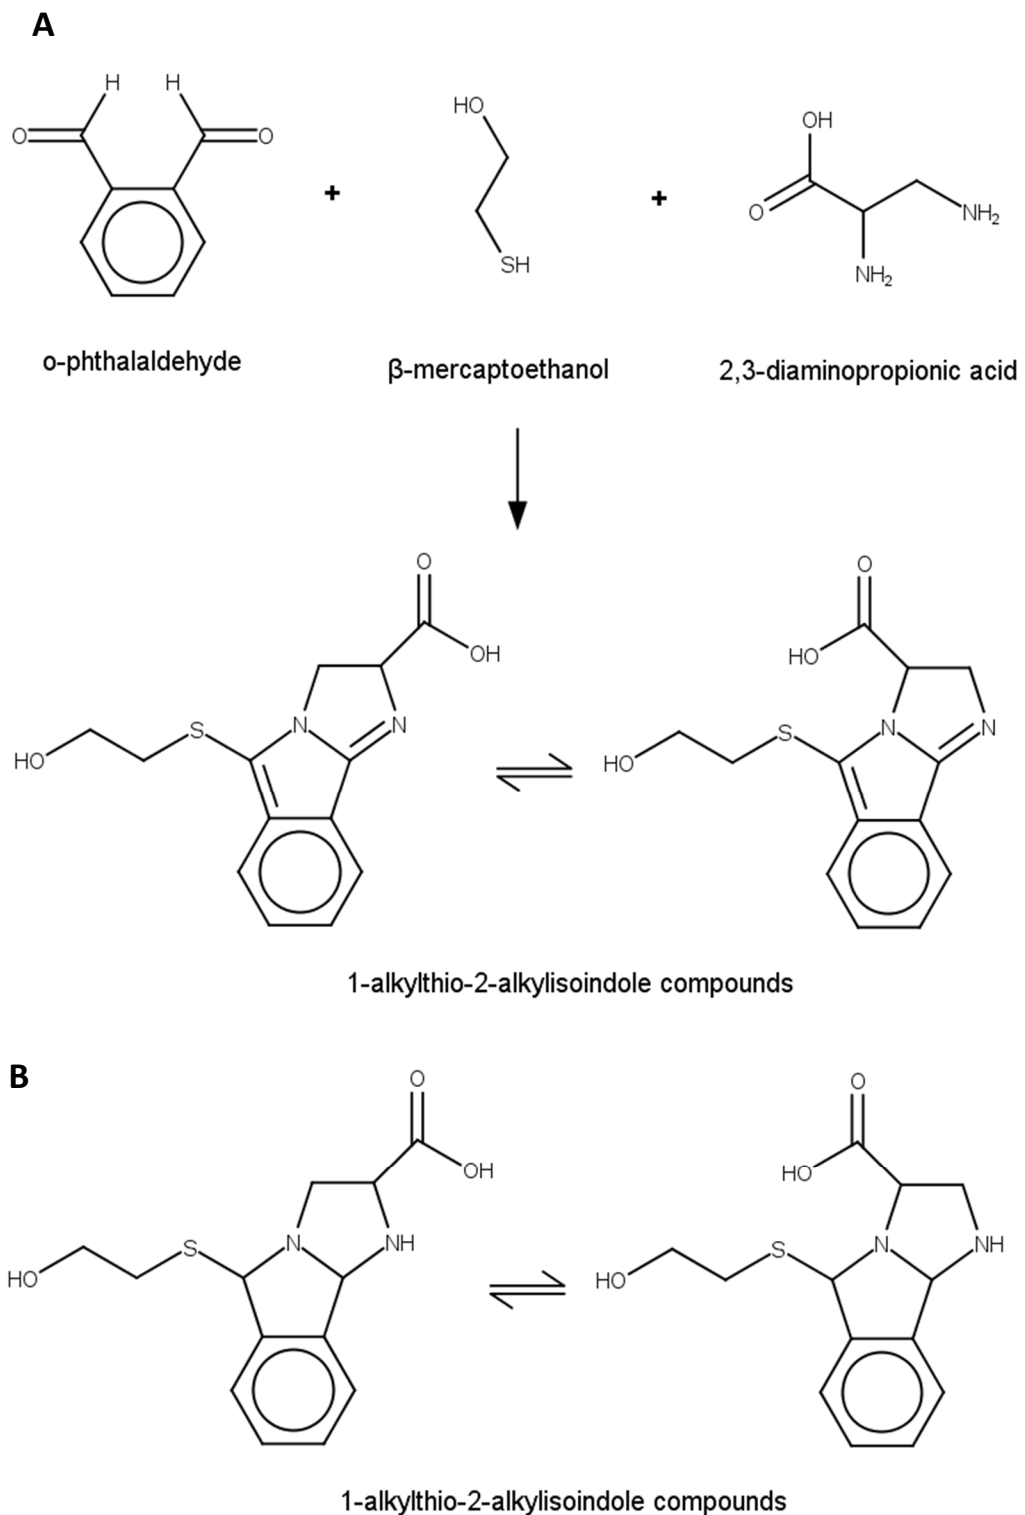 A
H H
O O
HO
SH
+
+
OH
O
NH2
NH2
o-phthalaldehyde
β-mercaptoethanol
2,3-diaminopropionic acid
O
OH
N
N
S
HO
O
HO
N
N
S
HO
1-alkylthio-2-alkylisoindole compounds
B
O
OH
N
NH
S
HO
O
HO
N
NH
S
HO
1-alkylthio-2-alkylisoindole compounds